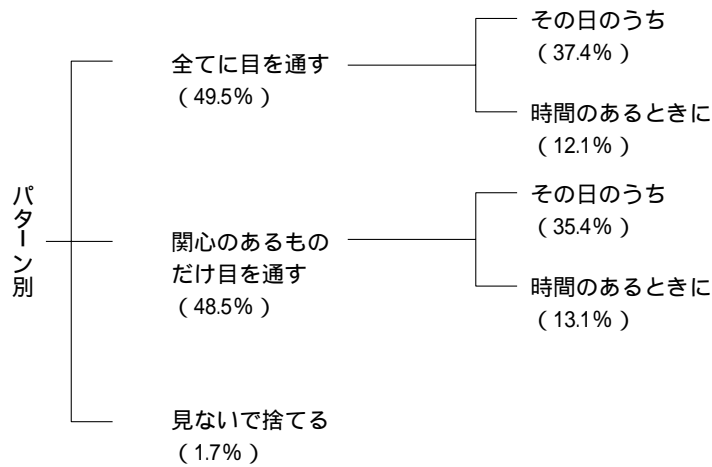 パターン別
全てに目を通す
(49.5%)
その日のうち
(37.4%)
時間のあるときに
(12.1%)
関心のあるもの
だけ目を通す
(48.5%)
その日のうち
(35.4%)
時間のあるときに
(13.1%)
見ないで捨てる
(1.7%)